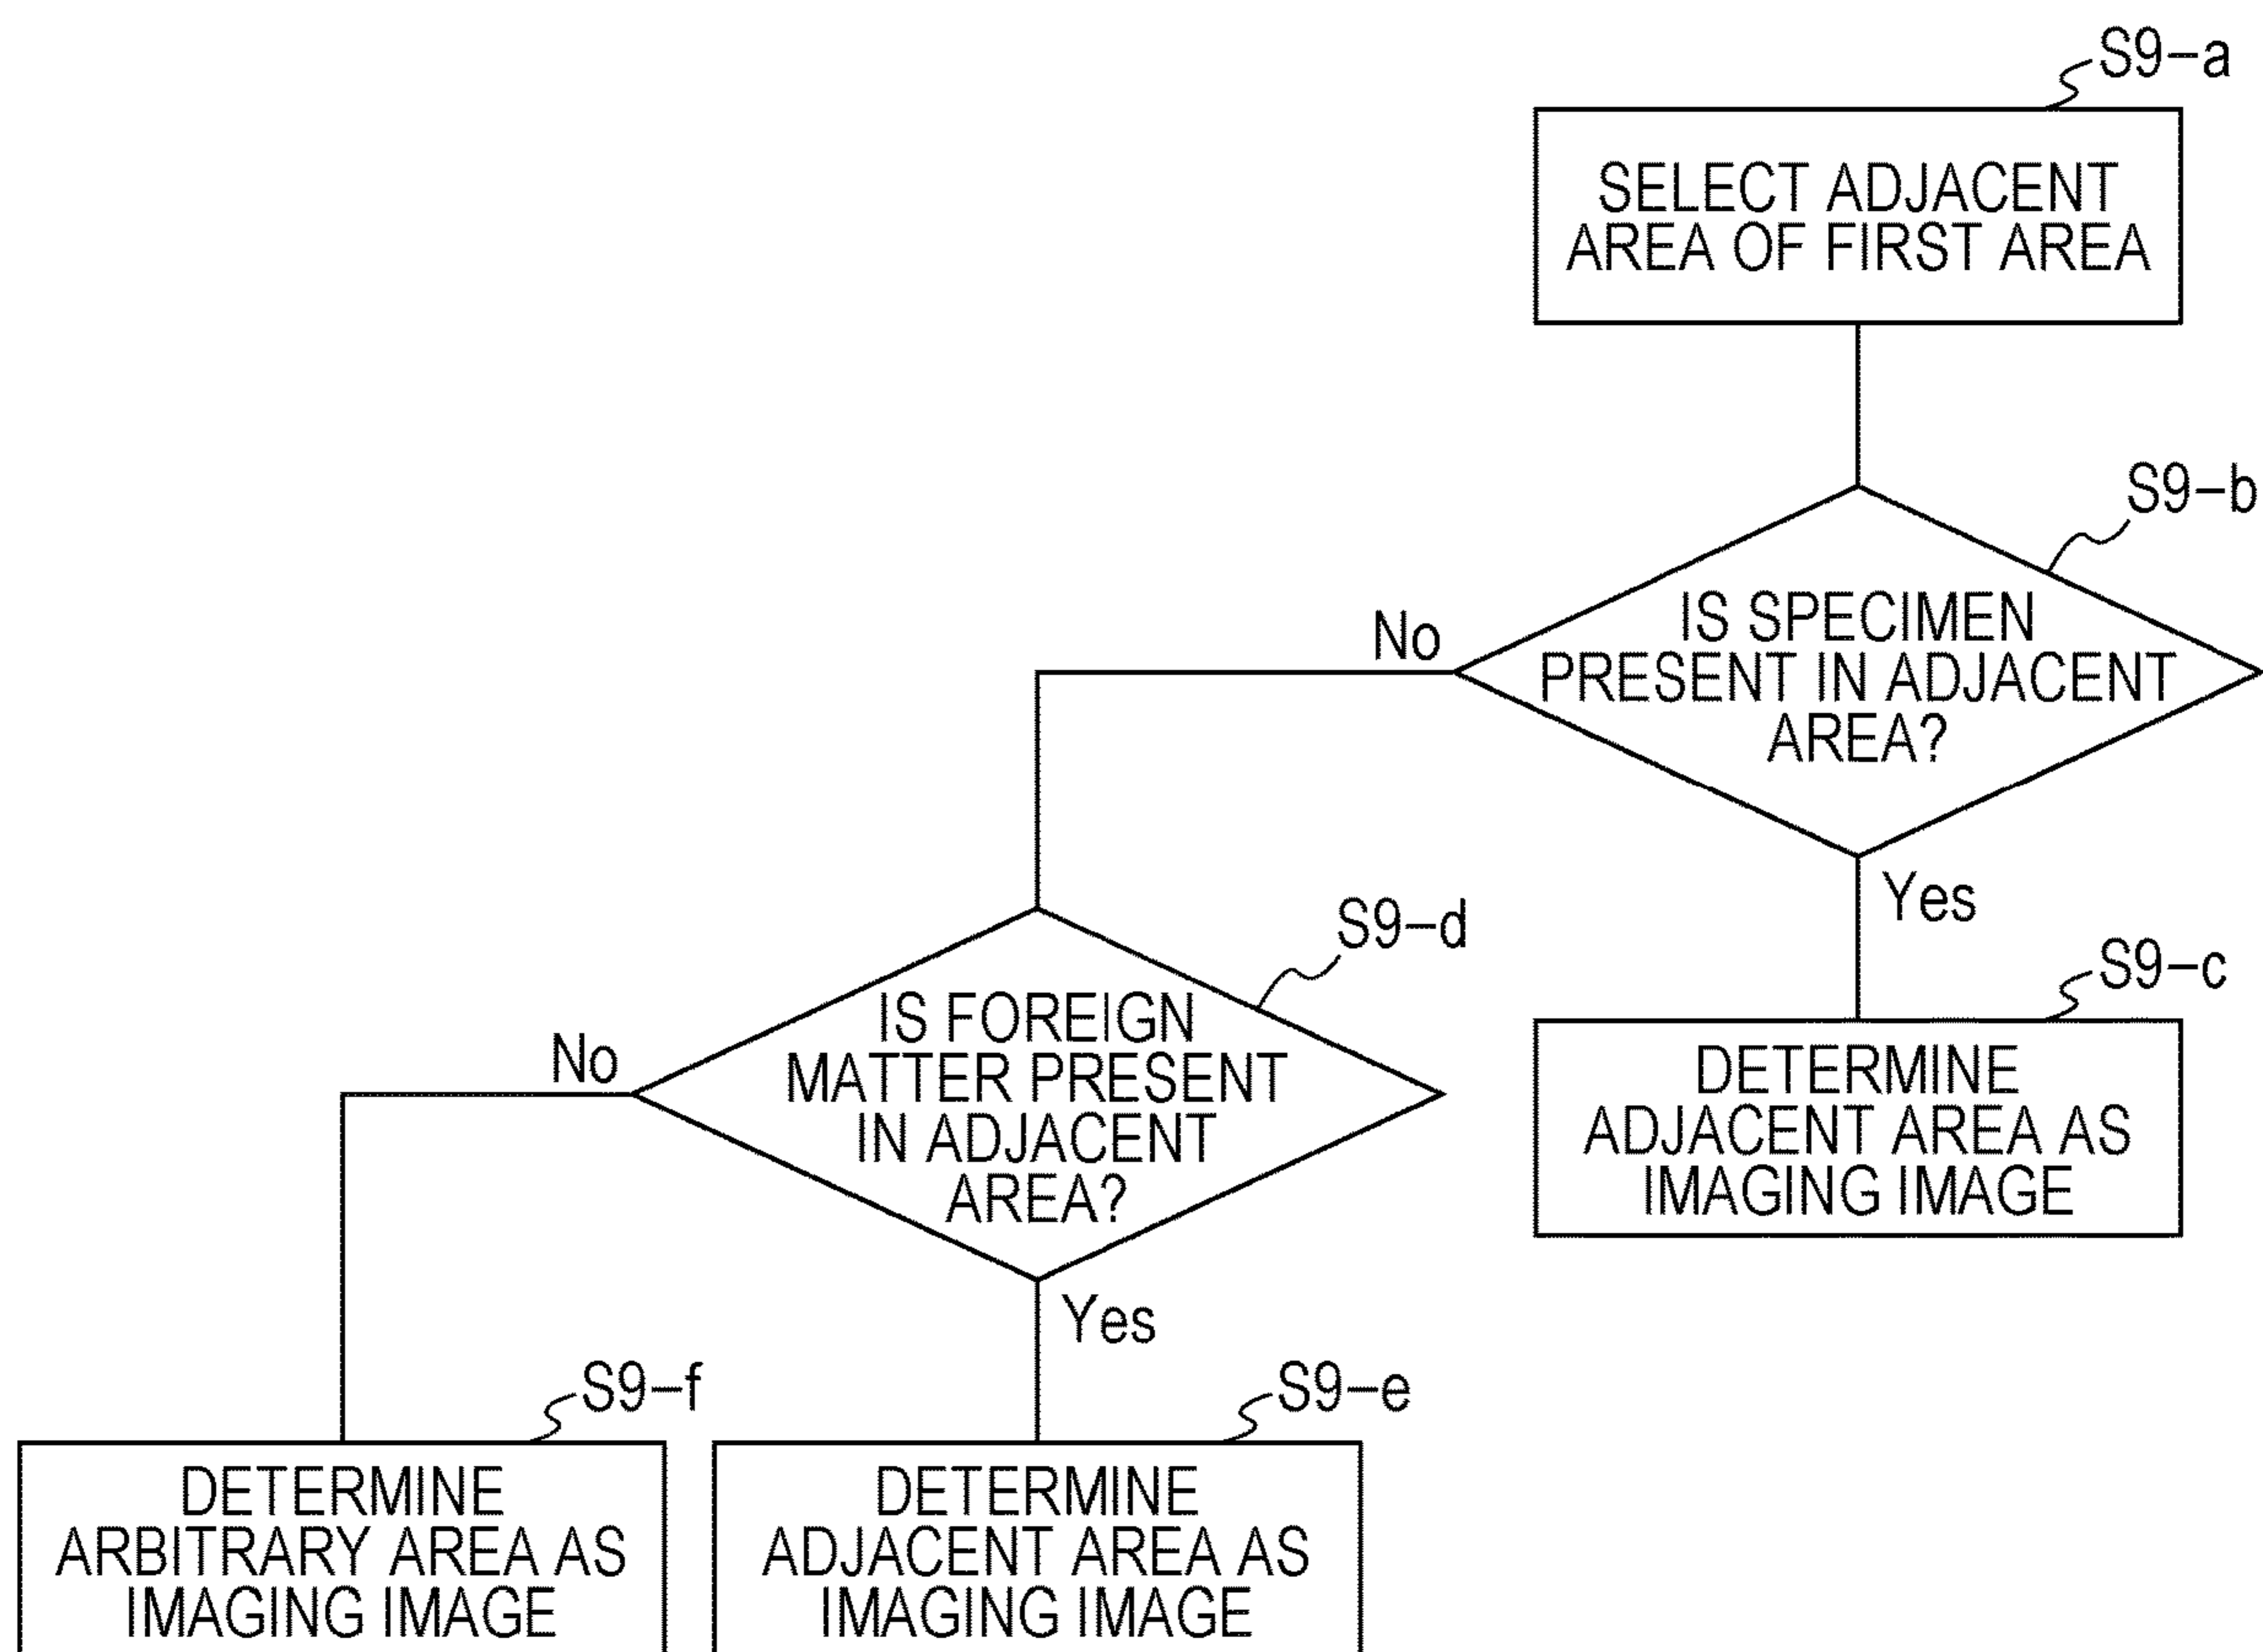 S9-a
SELECT ADJACENT
AREA OF FIRST AREA
S9-b
IS SPECIMEN
PRESENT IN ADJACENT
AREA?
No
Yes
S9-c
DETERMINE
ADJACENT AREA AS
IMAGING IMAGE
S9-d
IS FOREIGN
MATTER PRESENT
IN ADJACENT
AREA?
No
Yes
S9-f
DETERMINE
ARBITRARY AREA AS
IMAGING IMAGE
S9-e
DETERMINE
ADJACENT AREA AS
IMAGING IMAGE